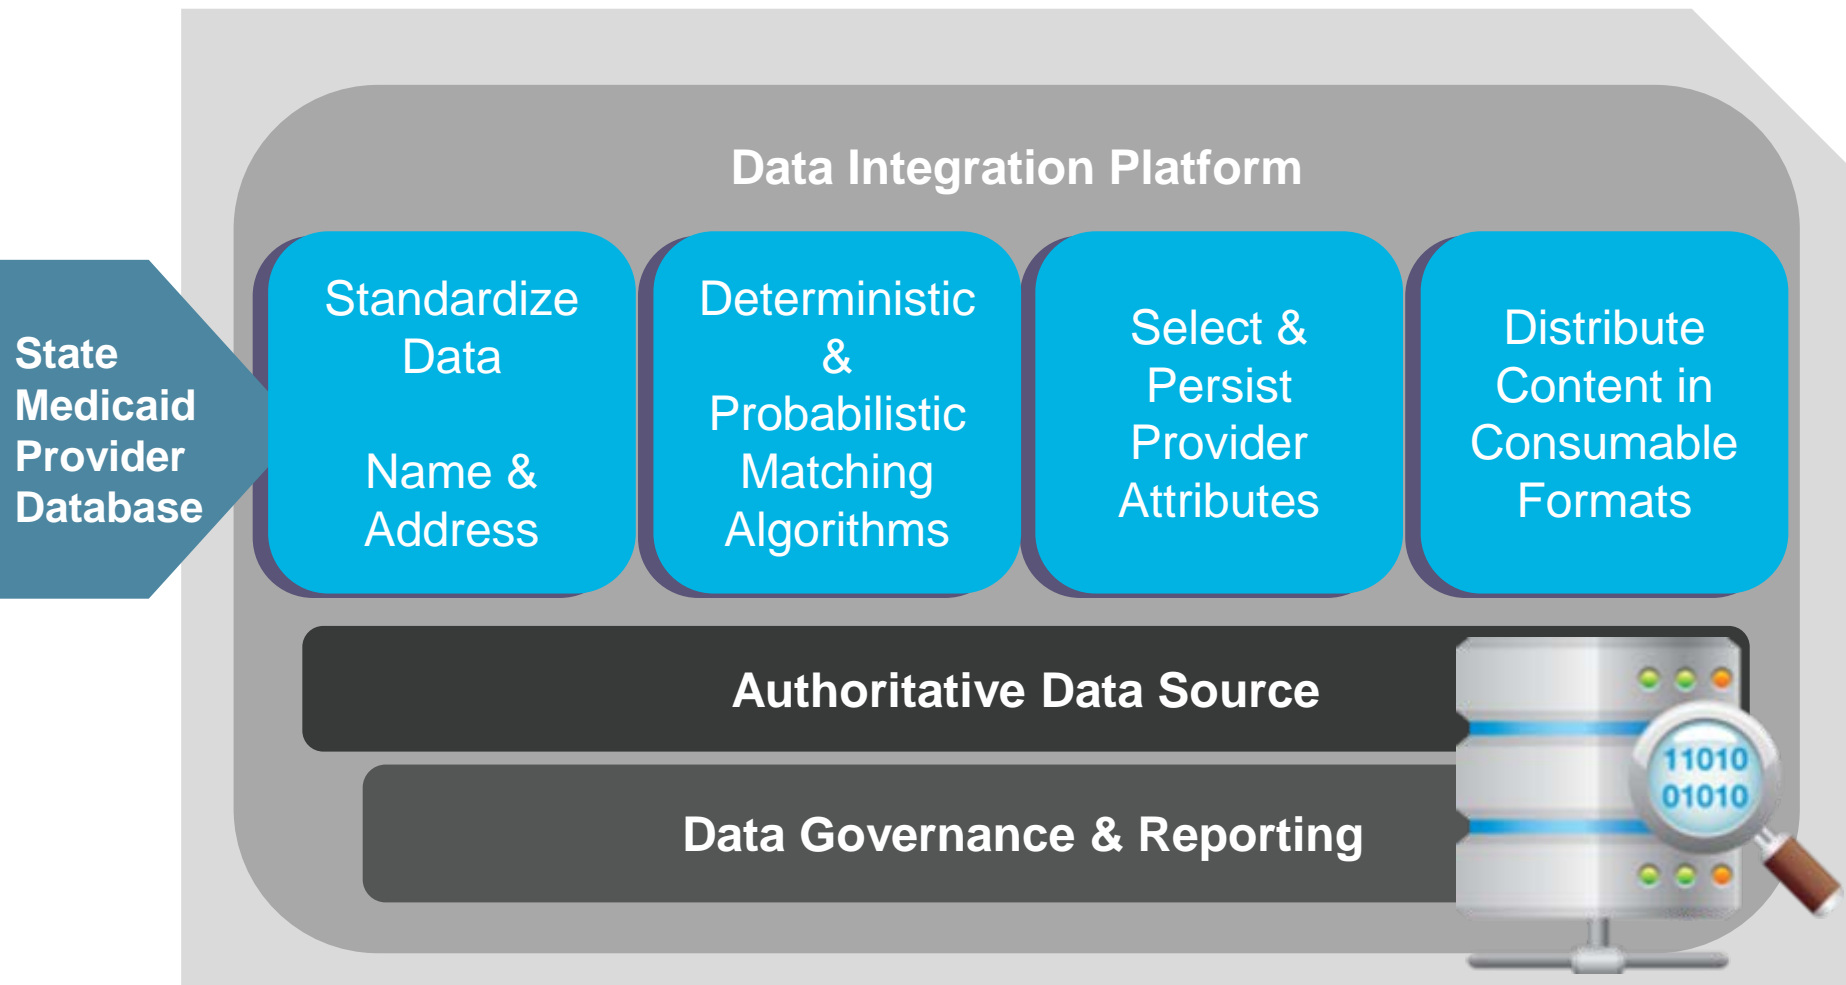 Data Integration Platform
State
Medicaid
Provider
Database
Standardize
Data
Name &
Address
Deterministic
&
Probabilistic
Matching
Algorithms
Select &
Persist
Provider
Attributes
Distribute
Content in
Consumable
Formats
Authoritative Data Source
11010
01010
Data Governance & Reporting